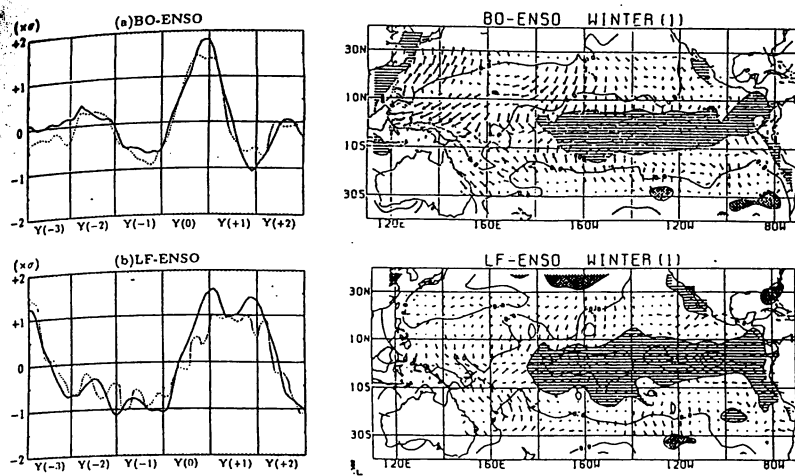 (a)BO-ENSO
(xσ)
+2
+1
0
-1
-2
Y(-3) Y(-2) Y(-1) Y(0) Y(+1) Y(+2)
BO-ENSO WINTER(1)
30N
10N
10S
30S
120E 160E 160W 120W 80W
(b)LF-ENSO
(xσ)
+2
+1
0
-1
-2
Y(-3) Y(-2) Y(-1) Y(0) Y(+1) Y(+2)
LF-ENSO WINTER(1)
30N
10N
10S
30S
120E 160E 160W 120W 80W